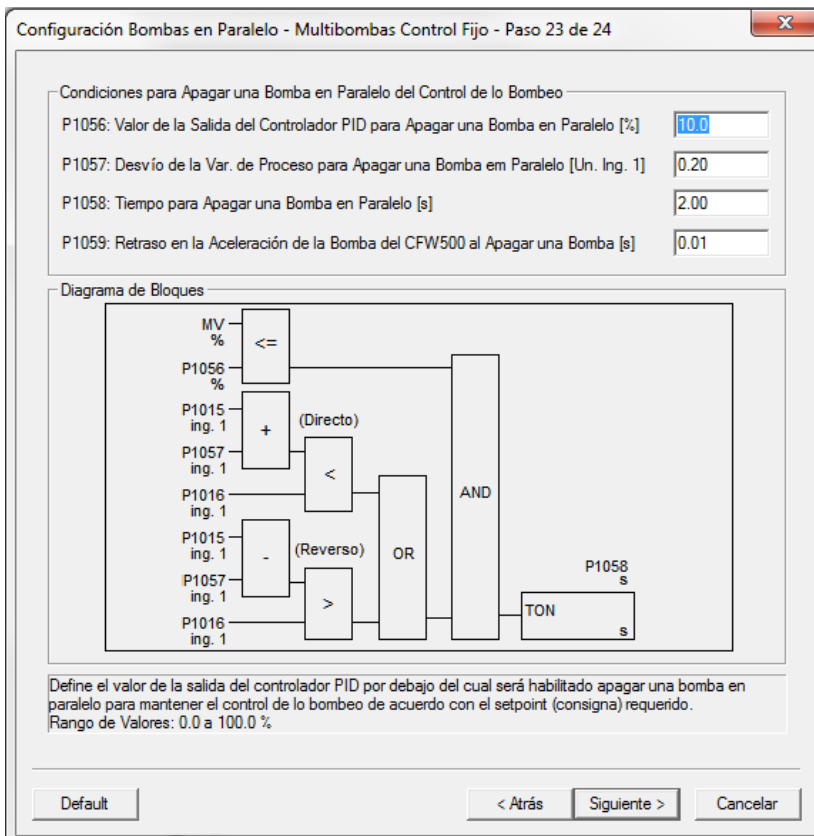 Configuración Bombas en Paralelo - Multibombas Control Fijo - Paso 23 de 24
Condiciones para Apagar una Bomba en Paralelo del Control de lo Bombeo
P1056: Valor de la Salida del Controlador PID para Apagar una Bomba en Paralelo [%] 10.0
P1057: Desvío de la Var. de Proceso para Apagar una Bomba em Paralelo [Un. Ing. 1] 0.20
P1058: Tiempo para Apagar una Bomba en Paralelo [s] 2.00
P1059: Retraso en la Aceleración de la Bomba del CFW500 al Apagar una Bomba [s] 0.01
Diagrama de Bloques
MV
%
<=
P1056
%
P1015
ing. 1
+
(Directo)
P1057
ing. 1
<
P1016
ing. 1
AND
P1015
ing. 1
-
(Reverso)
OR
P1057
ing. 1
>
P1016
ing. 1
P1058
s
TON
s
Define el valor de la salida del controlador PID por debajo del cual será habilitado apagar una bomba en
paralelo para mantener el control de lo bombeo de acuerdo con el setpoint (consigna) requerido.
Rango de Valores: 0.0 a 100.0 %
Default < Atrás Siguiente > Cancelar